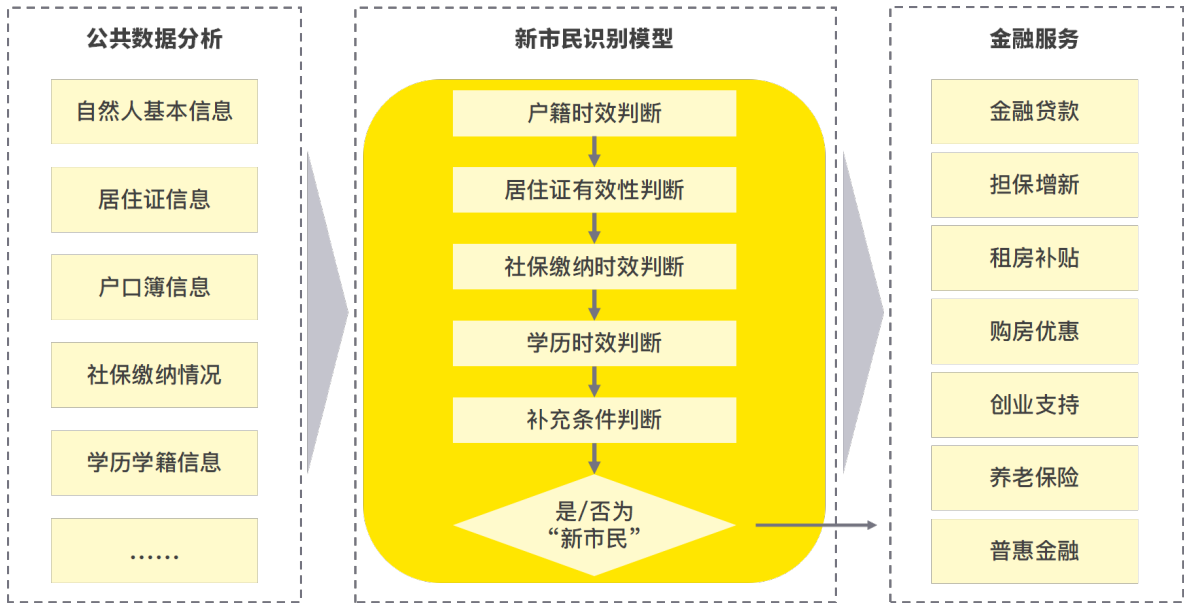 公共数据分析
自然人基本信息
居住证信息
户口簿信息
社保缴纳情况
学历学籍信息
......
新市民识别模型
户籍时效判断
居住证有效性判断
社保缴纳时效判断
学历时效判断
补充条件判断
是/否为
“新市民”
金融服务
金融贷款
担保增新
租房补贴
购房优惠
创业支持
养老保险
普惠金融